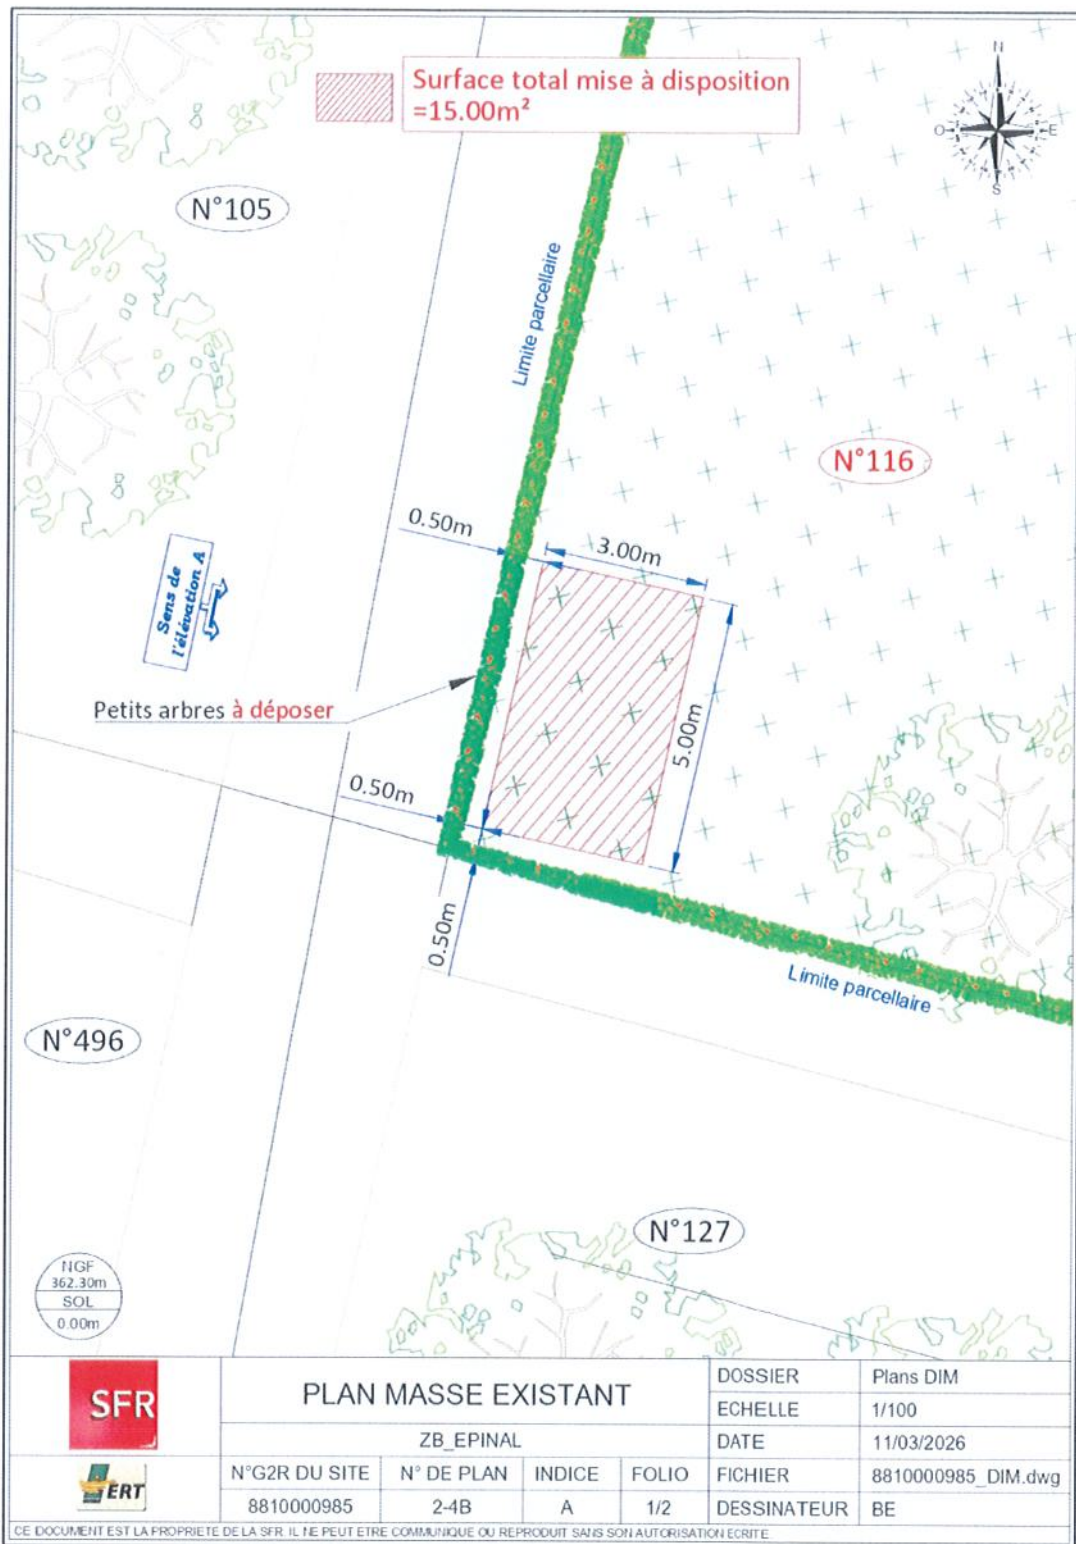 Surface total mise à disposition
=15.00m²
N
O
E
S
N°105
Limite parcellaire
N°116
0.50m
3.00m
Sens de
l'élévation A
Petits arbres à déposer
5.00m
0.50m
0.50m
Limite parcellaire
N°496
N°127
NGF
362.30m
SOL
0.00m
SFR
ERT
PLAN MASSE EXISTANT
ZB_EPINAL
N°G2R DU SITE
N° DE PLAN
INDICE
FOLIO
8810000985
2-4B
A
1/2
DOSSIER
Plans DIM
ECHELLE
1/100
DATE
11/03/2026
FICHIER
8810000985_DIM.dwg
DESSINATEUR
BE
CE DOCUMENT EST LA PROPRIETE DE LA SFR IL NE PEUT ETRE COMMUNIQUE OU REPRODUIT SANS SON AUTORISATION ECRITE